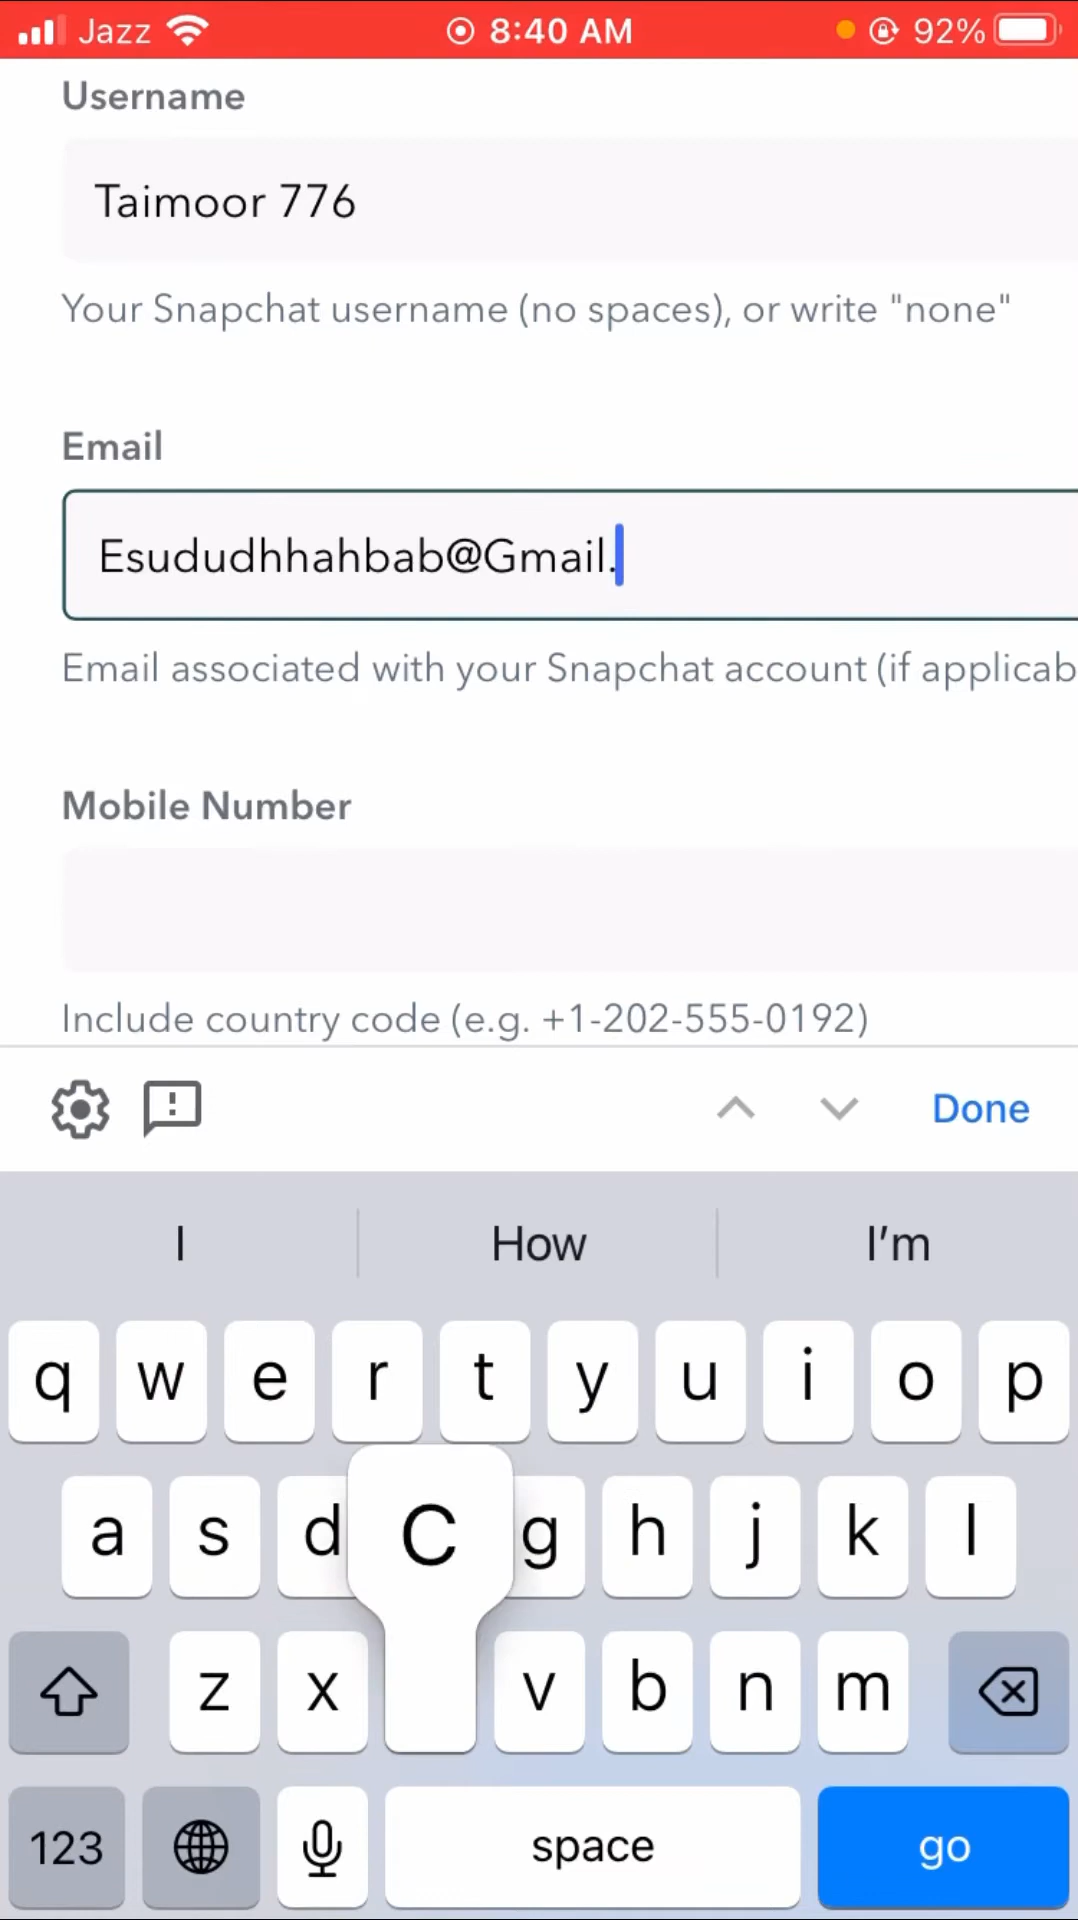 Jazz 8:40 AM 92%
Username
Taimoor 776
Your Snapchat username (no spaces), or write "none"
Email
Esududhhahbab@Gmail.
Email associated with your Snapchat account (if applicab
Mobile Number
Include country code (e.g. +1-202-555-0192)
Done
I How I'm
q w e r t y u i o p
a s d C g h j k l
z x v b n m
123 space go